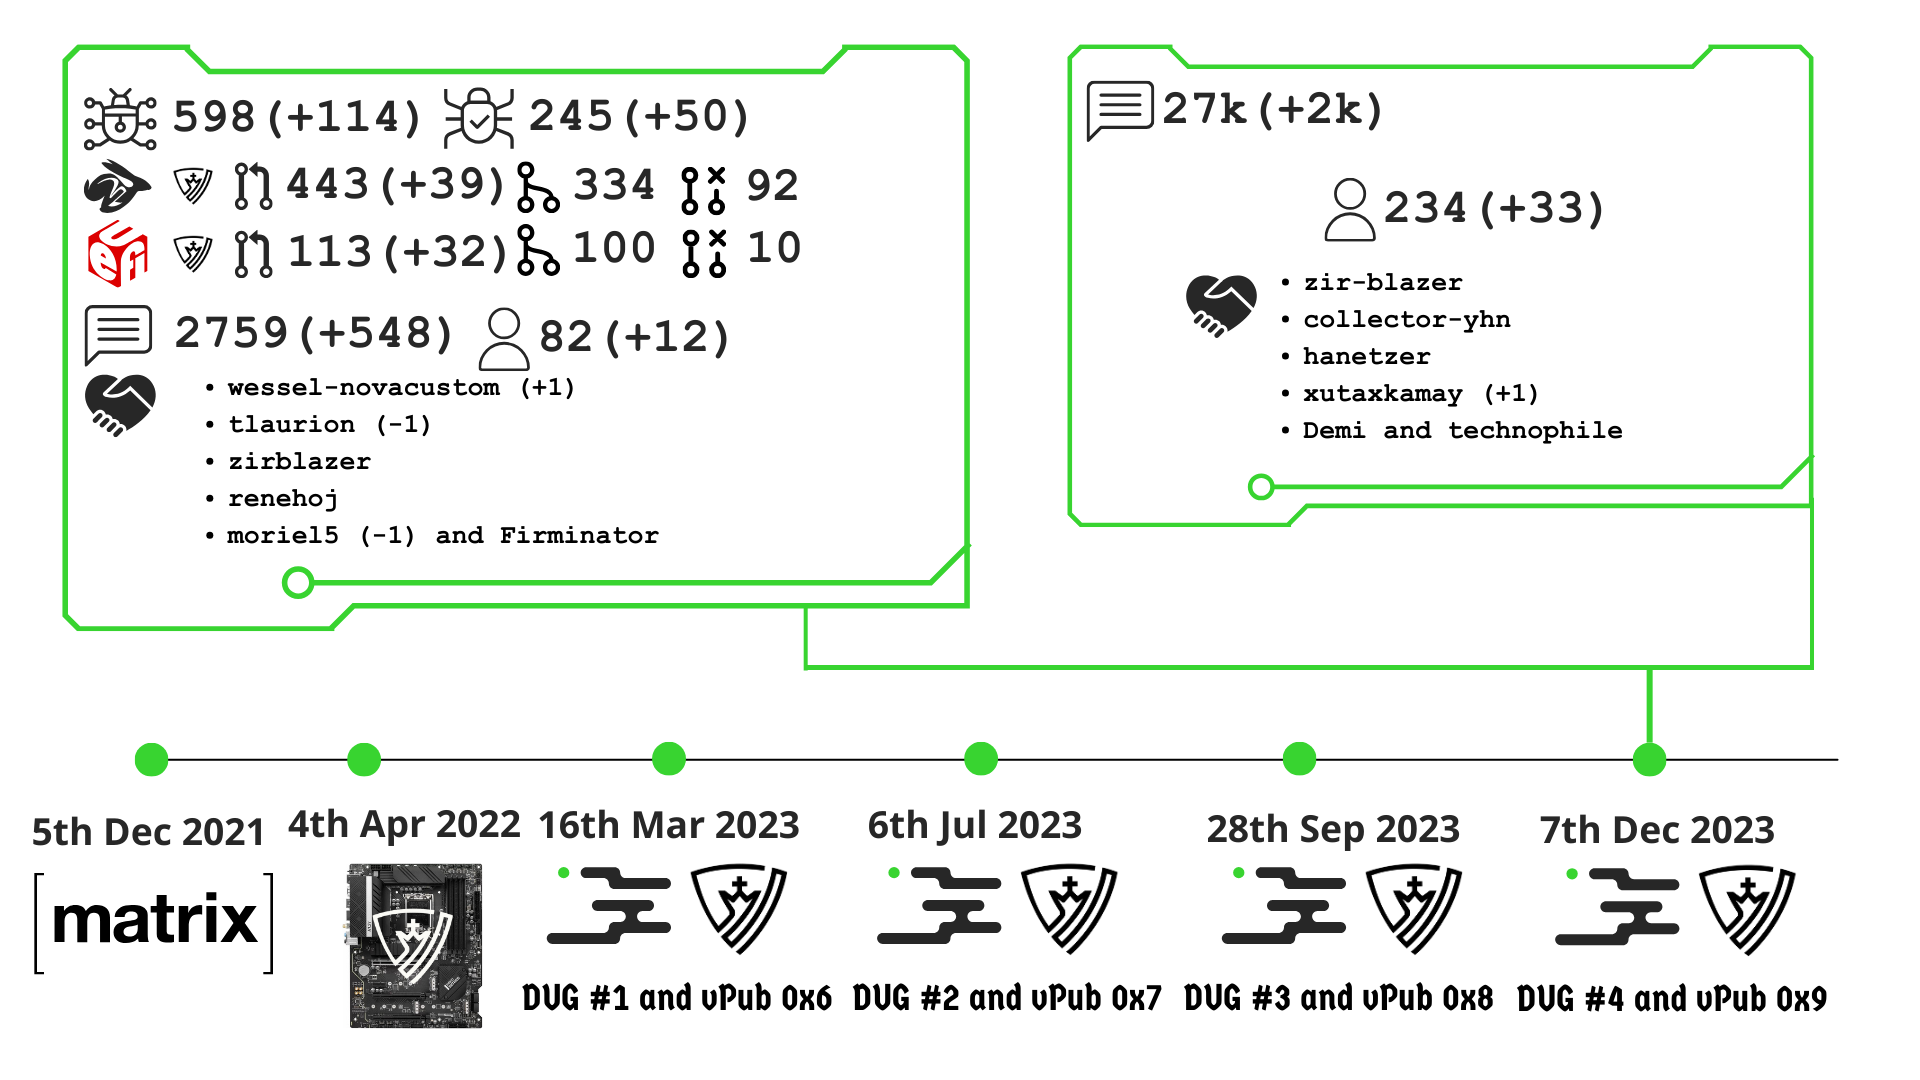 598(+114) 245(+50)
443(+39) 334 92
UEFI 113(+32) 100 10
2759(+548) 82(+12)
• wessel-novacustom (+1)
• tlaurion (-1)
• zirblazer
• renehoj
• moriel5 (-1) and Firminator
27k(+2k)
234(+33)
• zir-blazer
• collector-yhn
• hanetzer
• xutaxkamay (+1)
• Demi and technophile
5th Dec 2021
[matrix]
4th Apr 2022
16th Mar 2023
DUG #1 and vPub 0x6
6th Jul 2023
DUG #2 and vPub 0x7
28th Sep 2023
DUG #3 and vPub 0x8
7th Dec 2023
DUG #4 and vPub 0x9